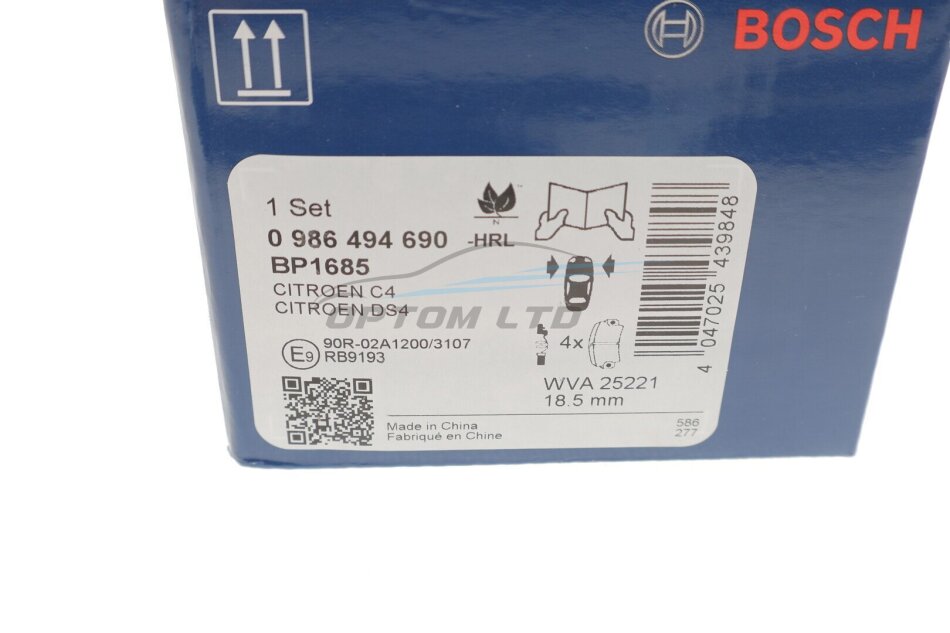 BOSCH
1 Set
0 986 494 690 -HRL
BP1685
CITROEN C4
CITROEN DS4
OPTOM LTD
E9 90R-02A1200/3107
RB9193
N
4x
WVA 25221
18.5 mm
Made in China
Fabriqué en Chine
586
277
4 047025 439848